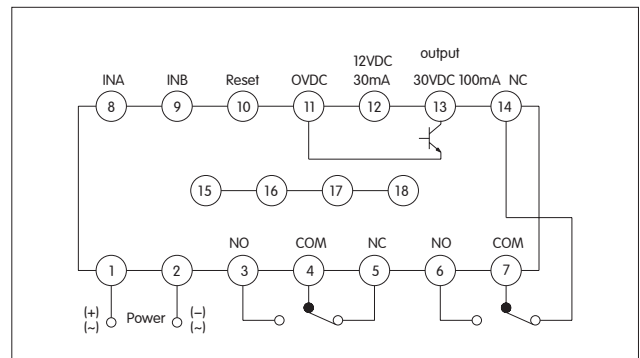 12VDC output
INA INB Reset OVDC 30mA 30VDC 100mA NC
8 9 10 11 12 13 14
15 16 17 18
NO COM NC NO COM
1 2 3 4 5 6 7
(+) Power (−)
(~) (~)